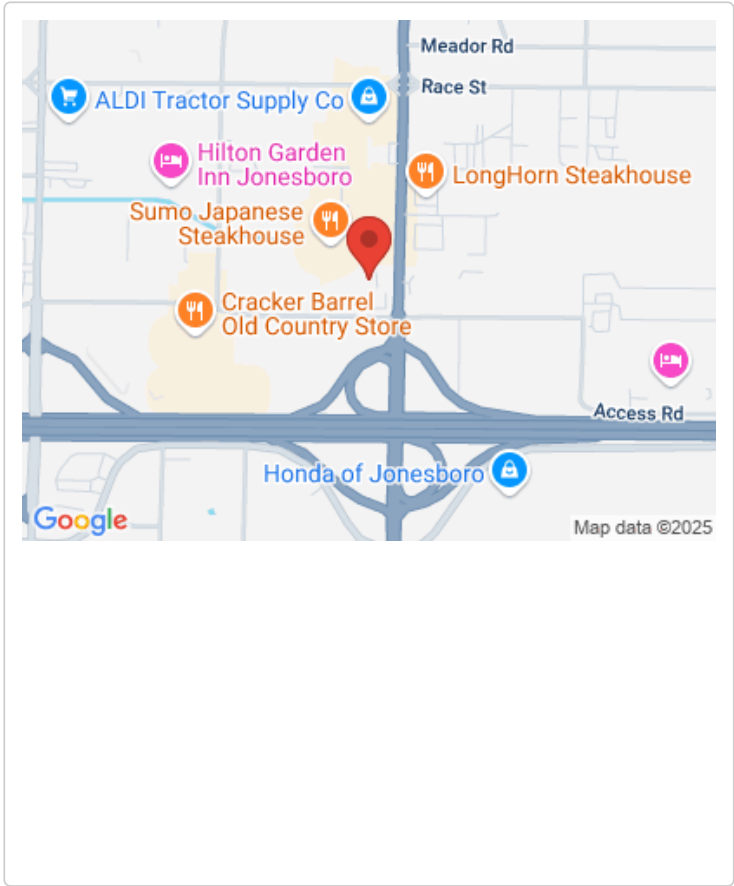 Meador Rd
Race St
ALDI Tractor Supply Co
Hilton Garden
Inn Jonesboro
LongHorn Steakhouse
Sumo Japanese
Steakhouse
Cracker Barrel
Old Country Store
Access Rd
Honda of Jonesboro
Google
Map data ©2025